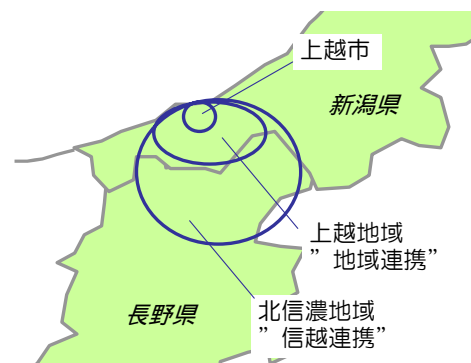 上越市
新潟県
上越地域
”地域連携”
長野県
北信濃地域
”信越連携”